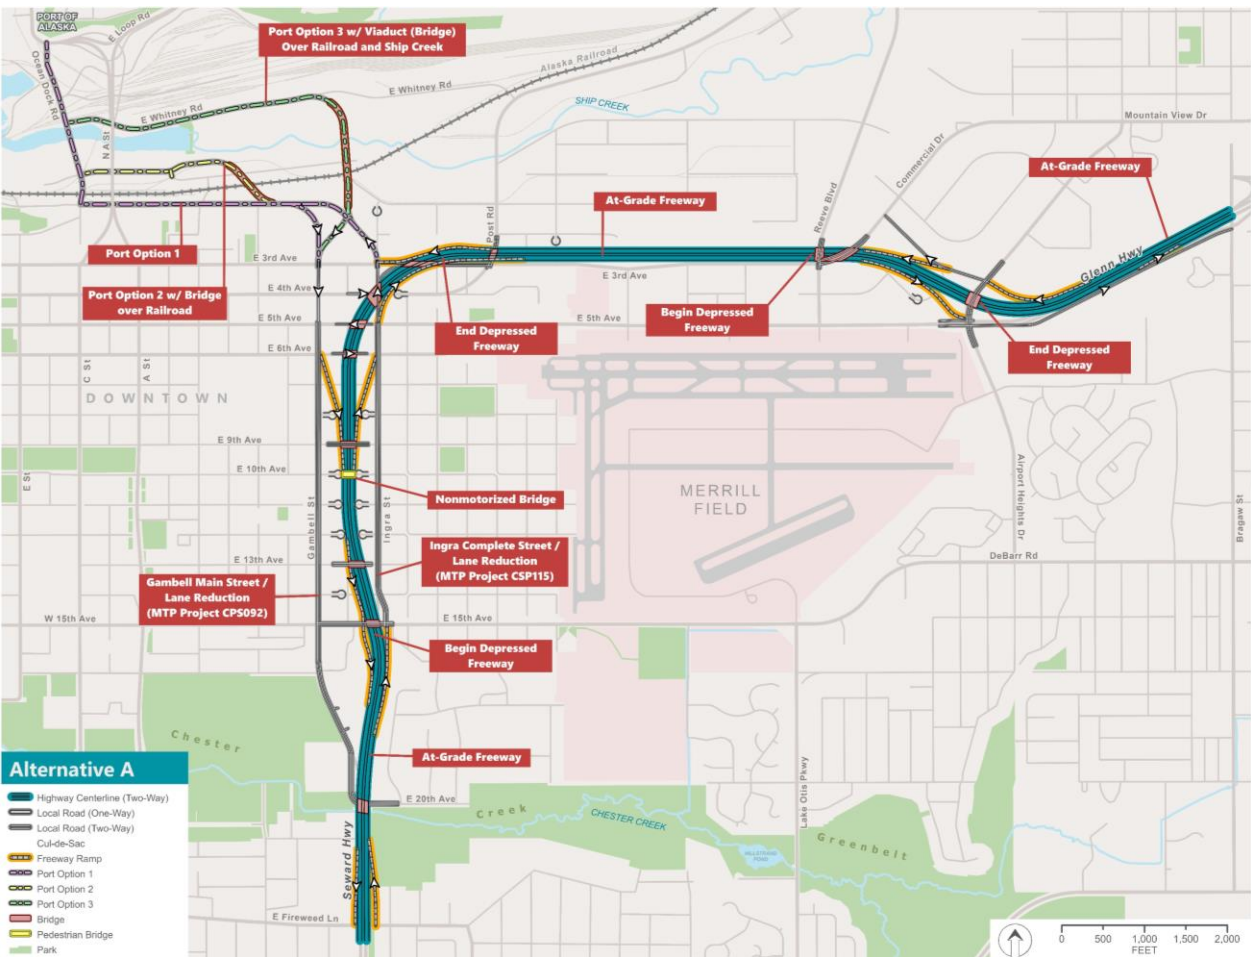 PORT OF
ALASKA
E Loop Rd
Ocean Dock Rd
Port Option 3 w/ Viaduct (Bridge)
Over Railroad and Ship Creek
Alaska Railroad
E Whitney Rd
E Whitney Rd
SHIP CREEK
N A St
Mountain View Dr
Commercial Dr
At-Grade Freeway
At-Grade Freeway
Reeve Blvd
Post Rd
Port Option 1
E 3rd Ave
E 3rd Ave
Glenn Hwy
Port Option 2 w/ Bridge
over Railroad
E 4th Ave
E 5th Ave
E 5th Ave
End Depressed
Freeway
Begin Depressed
Freeway
End Depressed
Freeway
E 6th Ave
C St
A St
DOWNTOWN
E 9th Ave
E 10th Ave
E St
Gambell St
Ingra St
Nonmotorized Bridge
MERRILL
FIELD
Airport Heights Dr
Bragaw St
Ingra Complete Street /
Lane Reduction
(MTP Project CSP115)
E 13th Ave
DeBarr Rd
Gambell Main Street /
Lane Reduction
(MTP Project CPS092)
W 15th Ave
E 15th Ave
Begin Depressed
Freeway
Chester
At-Grade Freeway
Lake Otis Pkwy
E 20th Ave
Creek
CHESTER CREEK
Greenbelt
HILLSTRAND
POND
Seward Hwy
E Fireweed Ln
Alternative A
Highway Centerline (Two-Way)
Local Road (One-Way)
Local Road (Two-Way)
Cul-de-Sac
Freeway Ramp
Port Option 1
Port Option 2
Port Option 3
Bridge
Pedestrian Bridge
Park
0 500 1,000 1,500 2,000
FEET